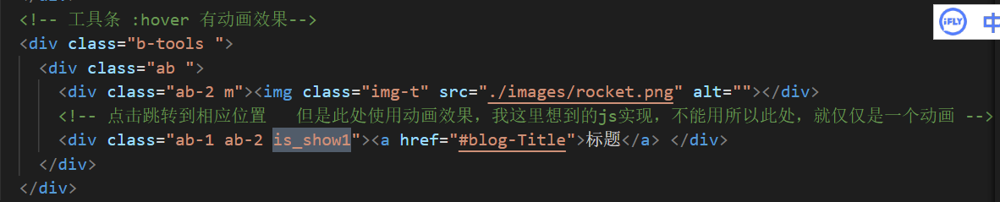 <!-- 工具条 :hover 有动画效果-->
<div class="b-tools ">
<div class="ab ">
<div class="ab-2 m"><img class="img-t" src="./images/rocket.png" alt=""></div>
<!-- 点击跳转到相应位置   但是此处使用动画效果，我这里想到的js实现，不能用所以此处，就仅仅是一个动画 -->
<div class="ab-1 ab-2 is_show1"><a href="#blog-Title">标题</a> </div>
</div>
</div>
iFLY 中